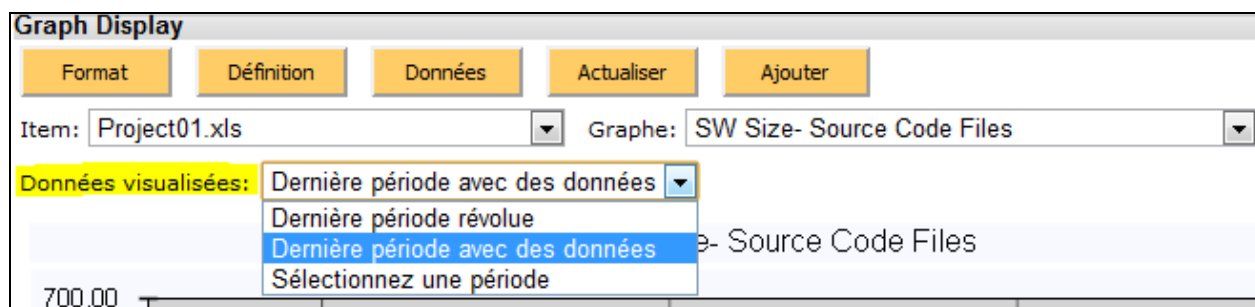 Graph Display
Format Définition Données Actualiser Ajouter
Item: Project01.xls Graphe: SW Size- Source Code Files
Données visualisées: Dernière période avec des données
Dernière période révolue
Dernière période avec des données
Sélectionnez une période
e- Source Code Files
700.00